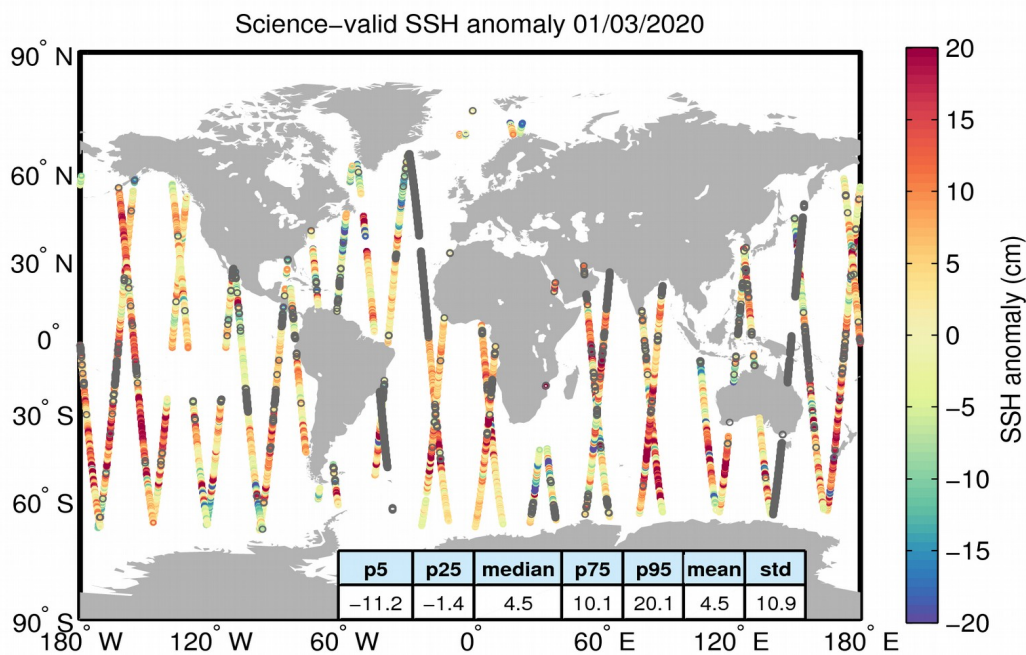 Science−valid SSH anomaly 01/03/2020
90° N
60° N
30° N
0°
30° S
60° S
90° S
180° W 120° W 60° W 0° 60° E 120° E 180° E
p5 p25 median p75 p95 mean std
−11.2 −1.4 4.5 10.1 20.1 4.5 10.9
20
15
10
5
0
−5
−10
−15
−20
SSH anomaly (cm)